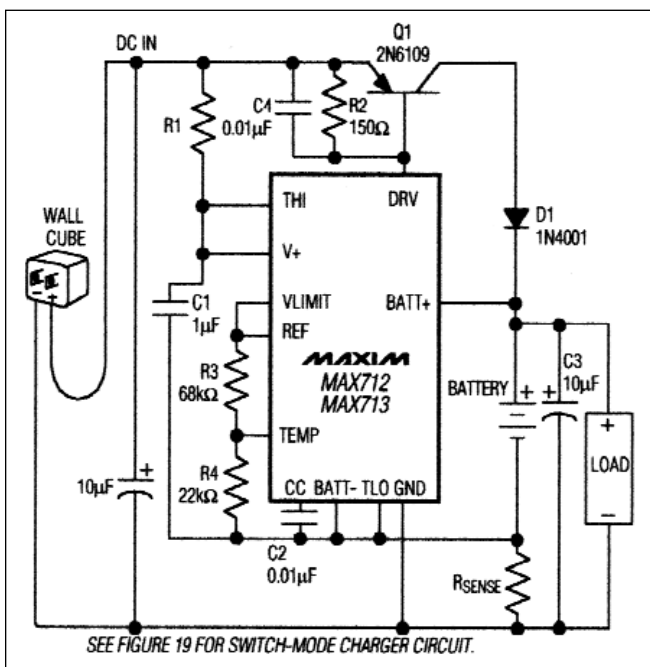 Q1
2N6109
DC IN
C4
0.01µF
R2
150Ω
R1
THI
DRV
WALL
CUBE
D1
1N4001
V+
C1
1µF
VLIMIT
BATT+
REF
MAXIM
MAX712
MAX713
R3
68kΩ
C3
10µF
BATTERY
+
+
TEMP
+
LOAD
−
R4
22kΩ
10µF
+
CC
BATT-
TLO
GND
C2
0.01µF
RSENSE
− +
SEE FIGURE 19 FOR SWITCH-MODE CHARGER CIRCUIT.